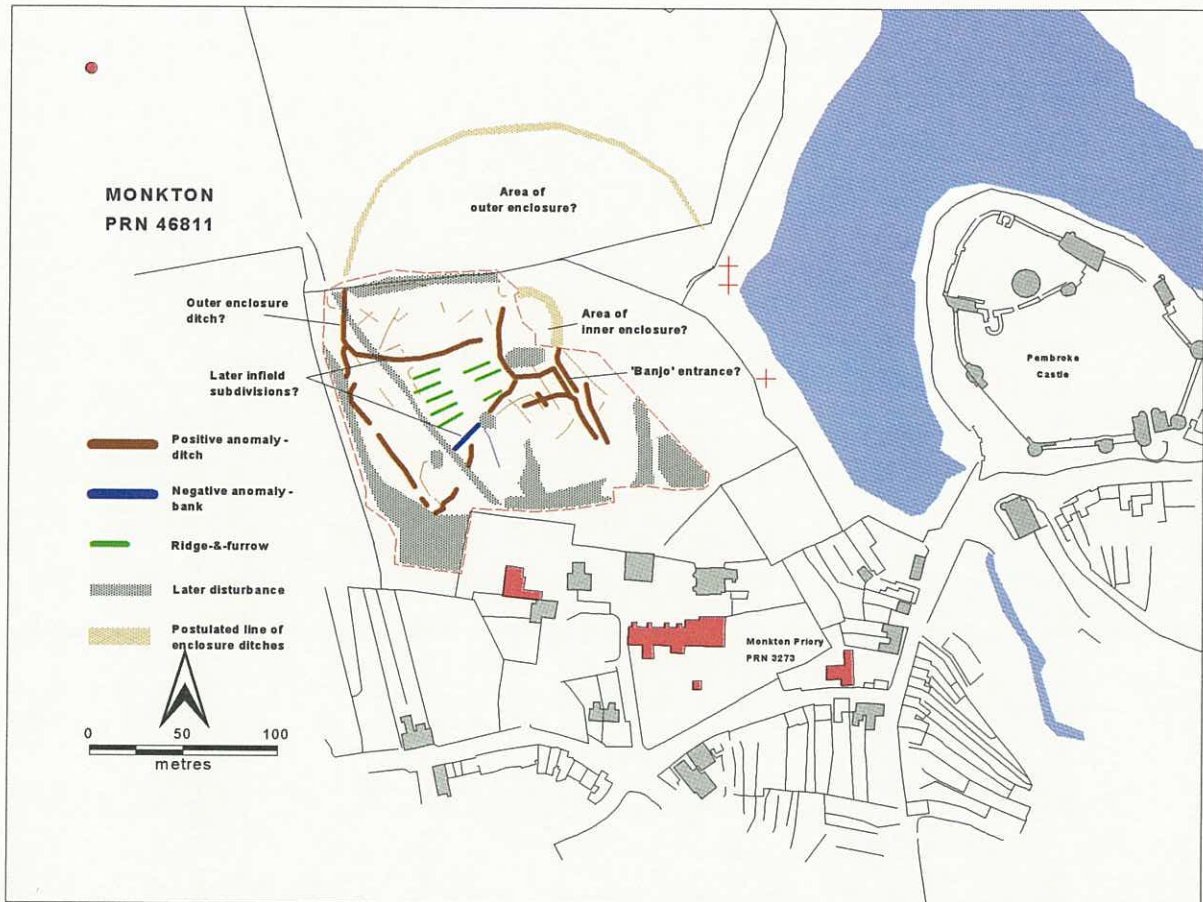 MONKTON
PRN 46811
Area of
outer enclosure?
Outer enclosure
ditch?
Area of
inner enclosure?
Later infield
subdivisions?
'Banjo' entrance?
Pembroke
Castle
Positive anomaly -
ditch
Negative anomaly -
bank
Ridge-&-furrow
Later disturbance
Postulated line of
enclosure ditches
Monkton Priory
PRN 3273
0 50 100
metres